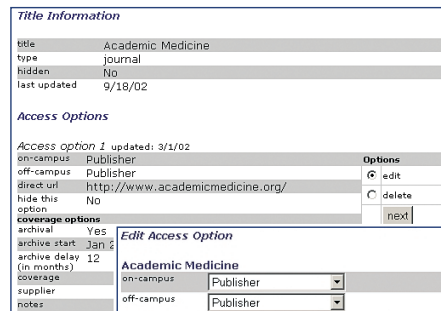 Title Information
title Academic Medicine
type journal
hidden No
last updated 9/18/02
Access Options
Access option 1 updated: 3/1/02
on-campus Publisher
off-campus Publisher
direct url http://www.academicmedicine.org/
hide this option No
coverage options
archival Yes
archive start Jan 2
archive delay (in months) 12
coverage
supplier
notes
Options
edit
delete
next
Edit Access Option
Academic Medicine
on-campus Publisher
off-campus Publisher